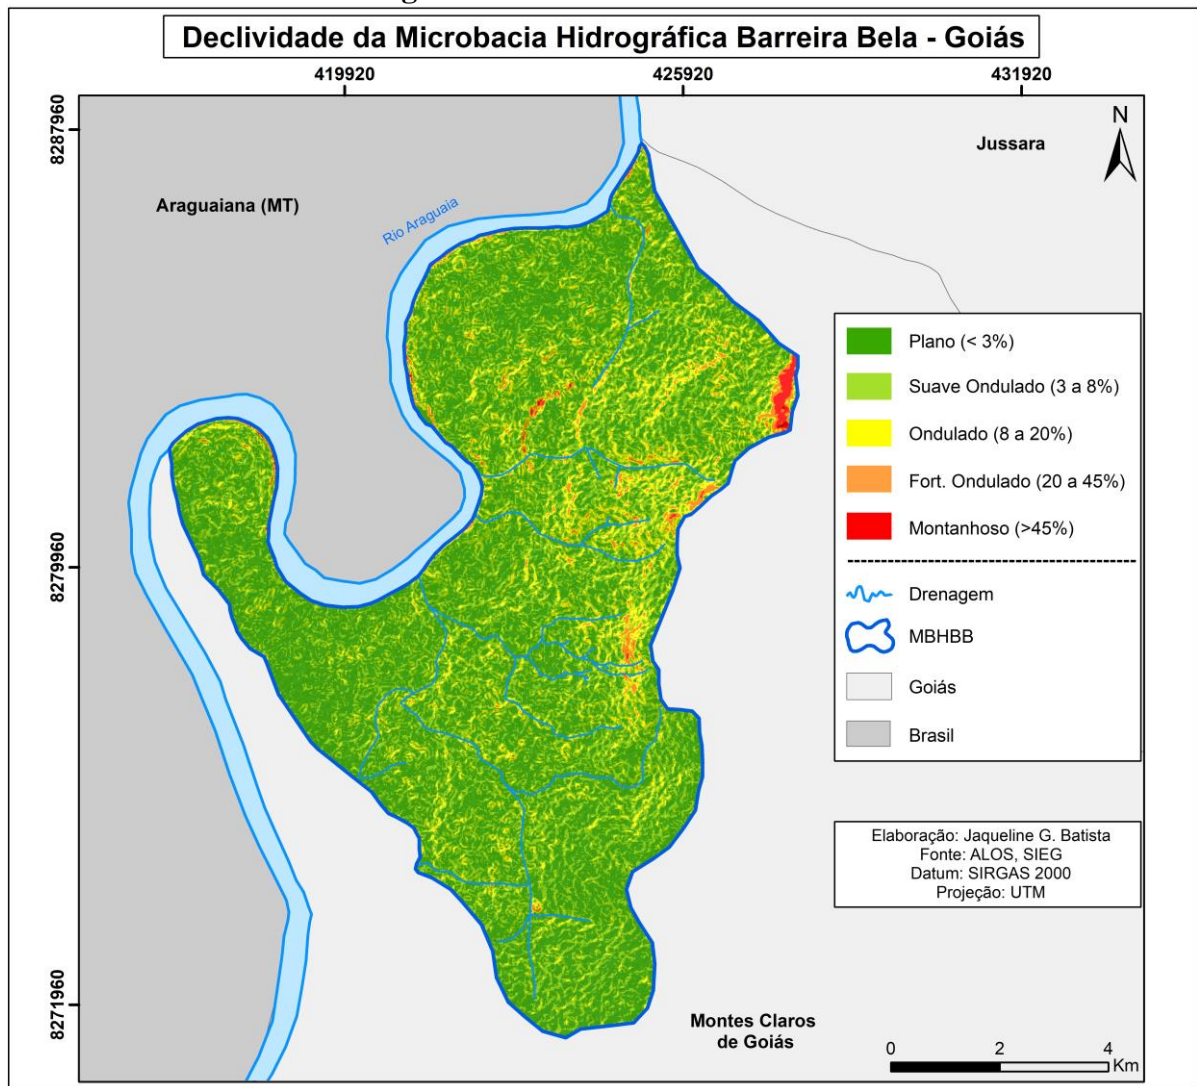 Declividade da Microbacia Hidrográfica Barreira Bela - Goiás
419920
425920
431920
8287960
8279960
8271960
N
Jussara
Araguaiana (MT)
Rio Araguaia
Plano (< 3%)
Suave Ondulado (3 a 8%)
Ondulado (8 a 20%)
Fort. Ondulado (20 a 45%)
Montanhoso (>45%)
Drenagem
MBHBB
Goiás
Brasil
Elaboração: Jaqueline G. Batista
Fonte: ALOS, SIEG
Datum: SIRGAS 2000
Projeção: UTM
Montes Claros
de Goiás
0 2 4
Km